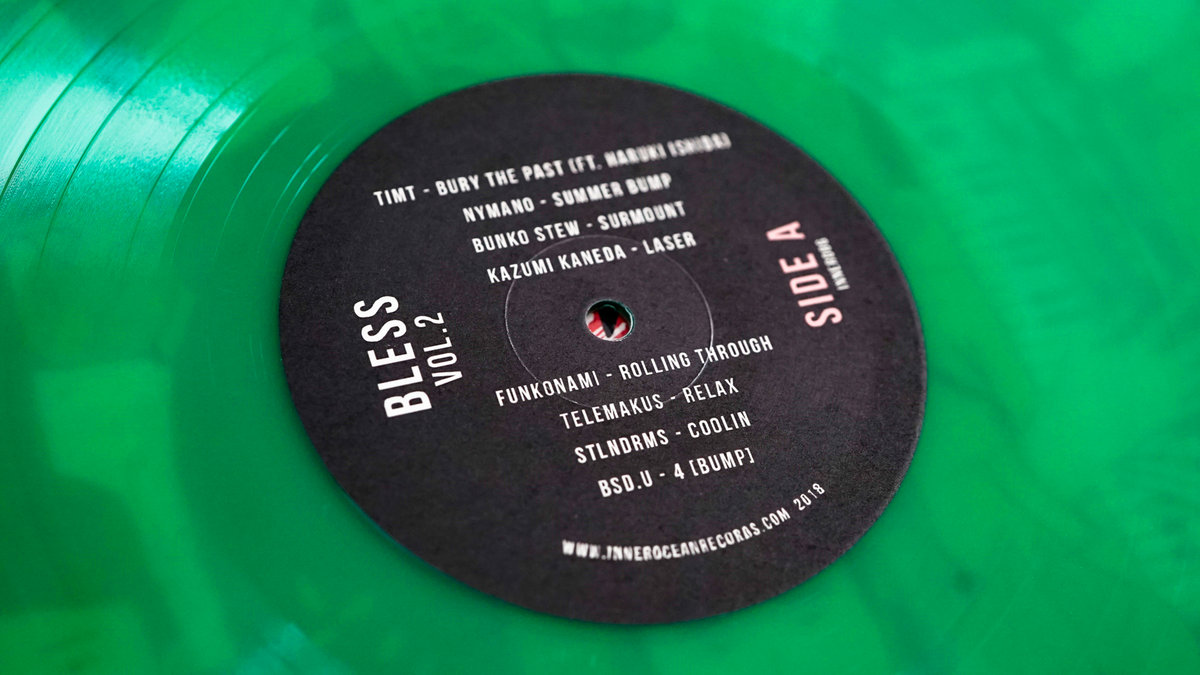 TIMT - BURY THE PAST (FT. HARUKI ISHIDA)
NYMANO - SUMMER BUMP
BUNKO STEW - SURMOUNT
KAZUMI KANEDA - LASER
BLESS
VOL.2
SIDE A
FUNKONAMI - ROLLING THROUGH
TELEMAKUS - RELAX
STLNDRMS - COOLIN
BSD.U - 4 [BUMP]
WWW.INNEROCEANRECORDS.COM 2018